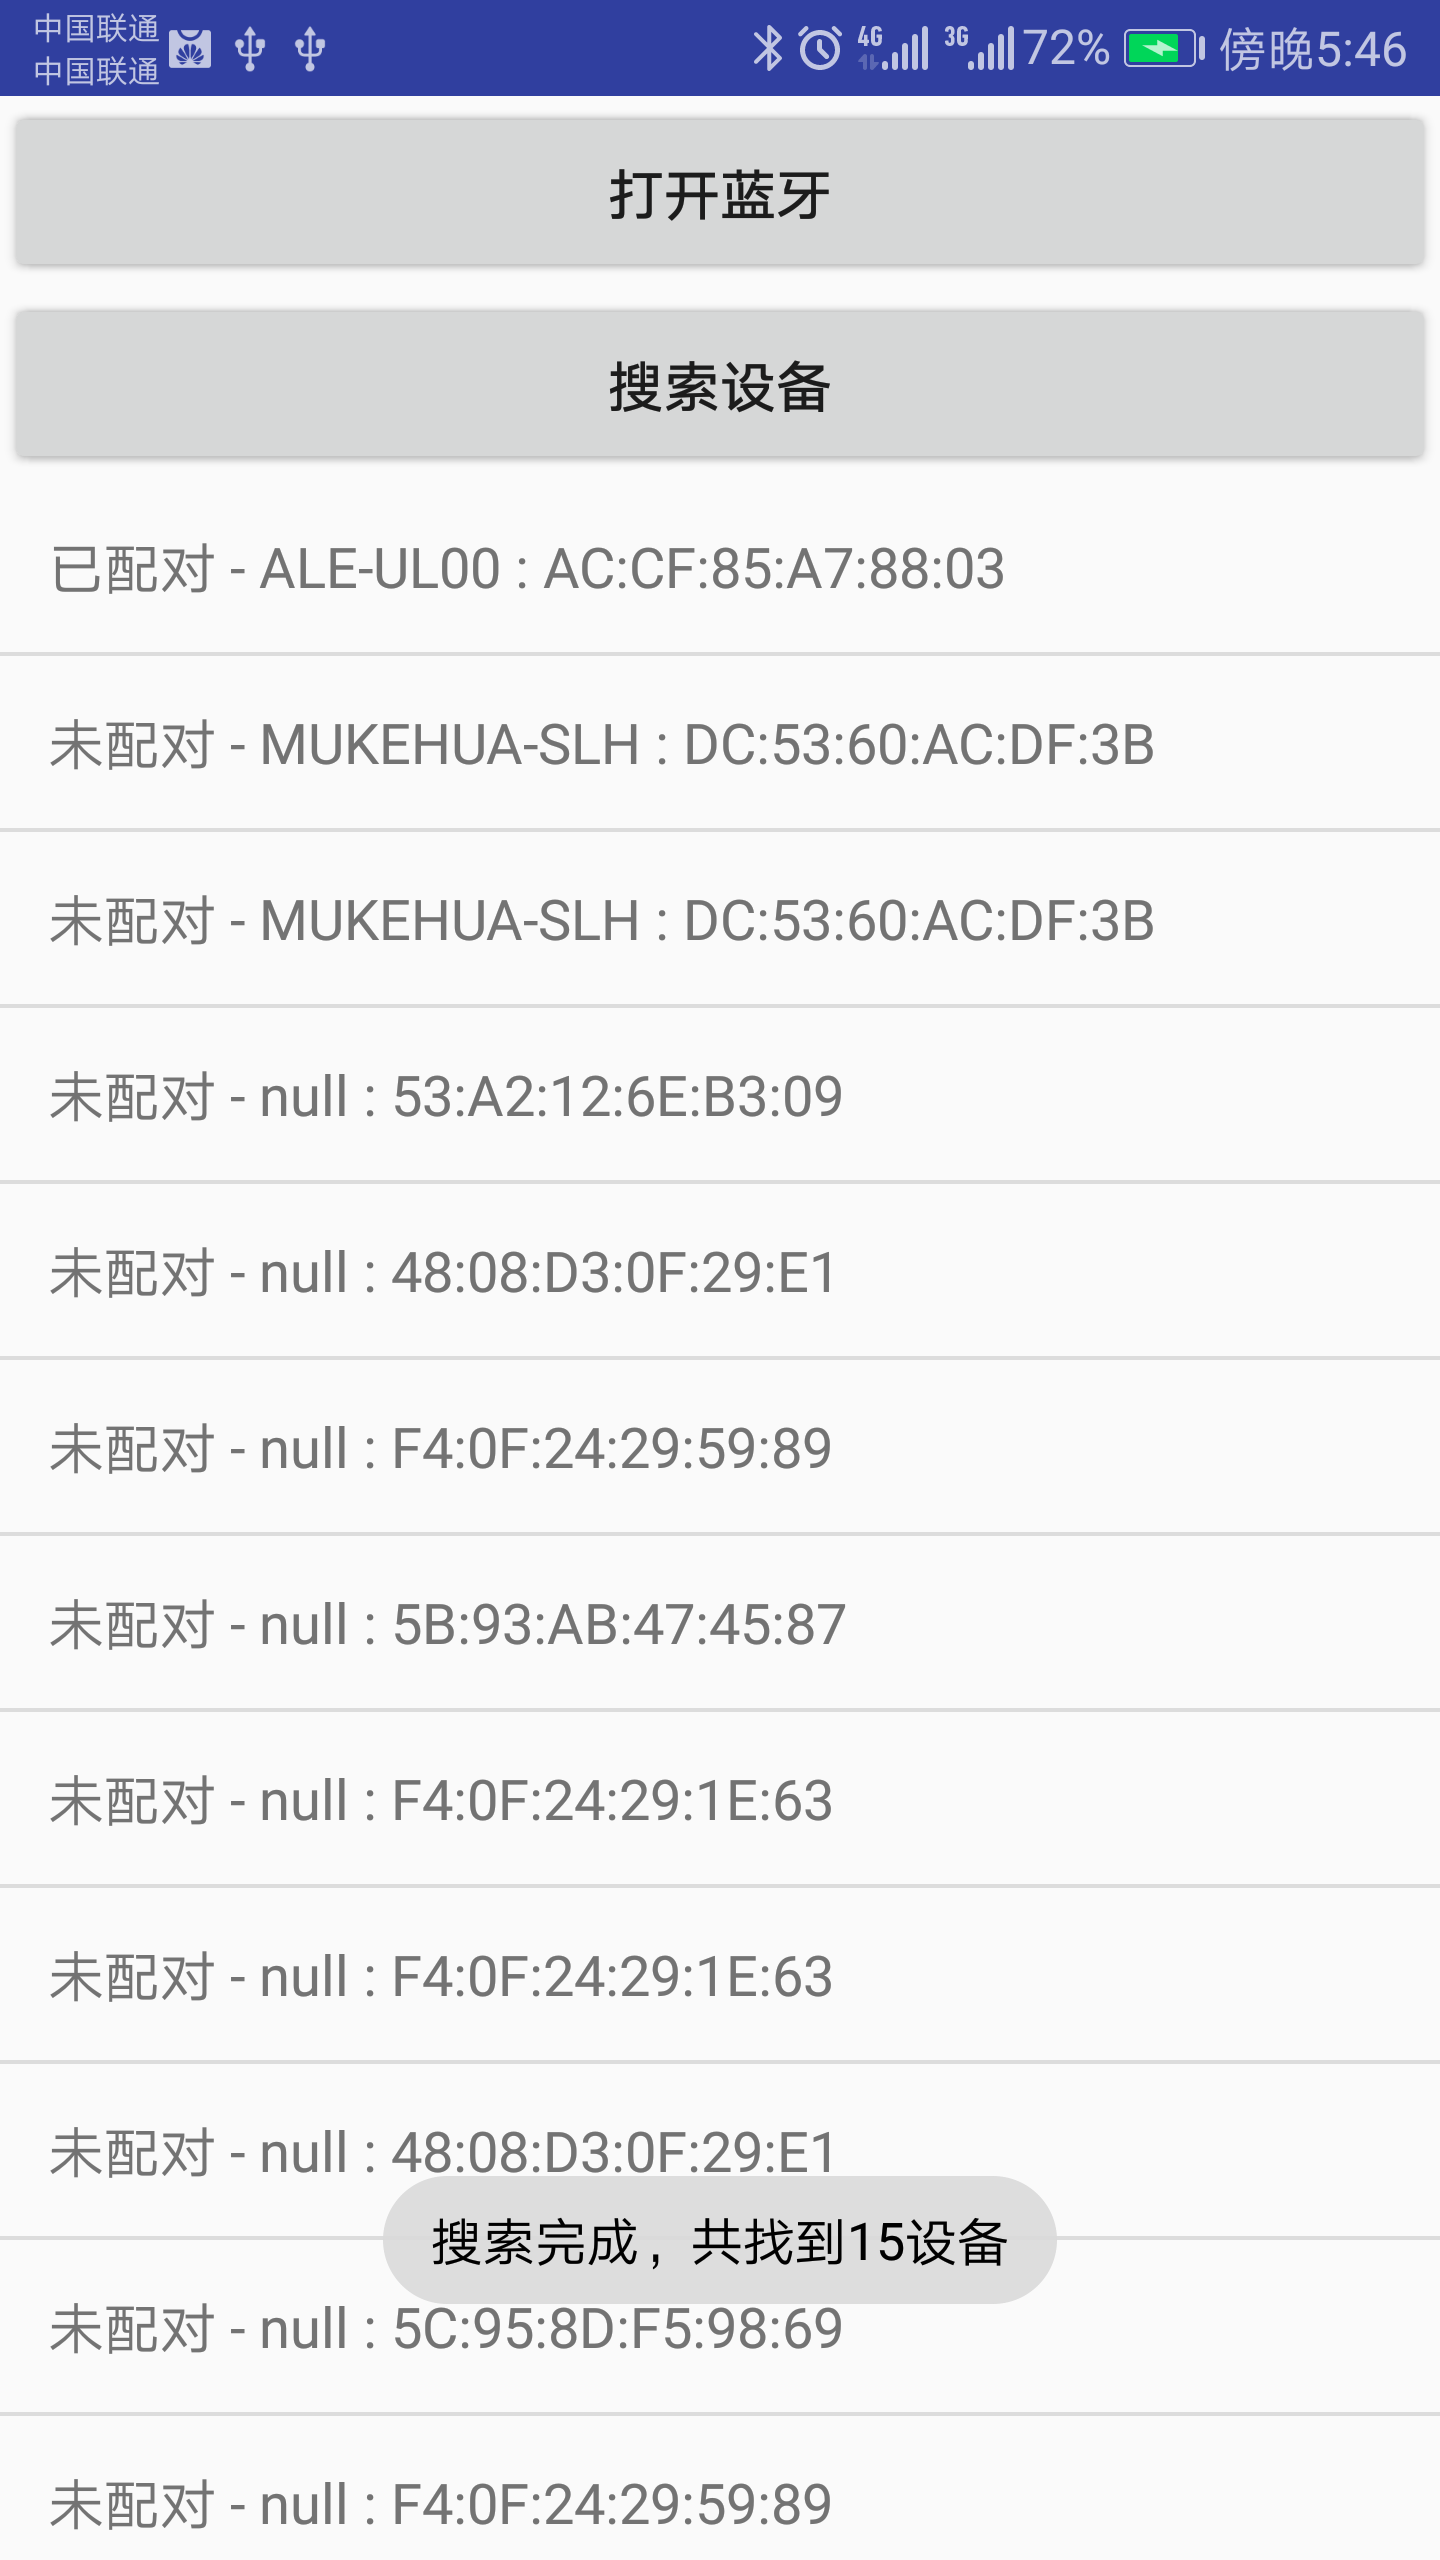 中国联通
中国联通
4G
3G
72%
傍晚5:46
打开蓝牙
搜索设备
已配对 - ALE-UL00 : AC:CF:85:A7:88:03
未配对 - MUKEHUA-SLH : DC:53:60:AC:DF:3B
未配对 - MUKEHUA-SLH : DC:53:60:AC:DF:3B
未配对 - null : 53:A2:12:6E:B3:09
未配对 - null : 48:08:D3:0F:29:E1
未配对 - null : F4:0F:24:29:59:89
未配对 - null : 5B:93:AB:47:45:87
未配对 - null : F4:0F:24:29:1E:63
未配对 - null : F4:0F:24:29:1E:63
未配对 - null : 48:08:D3:0F:29:E1
搜索完成，共找到15设备
未配对 - null : 5C:95:8D:F5:98:69
未配对 - null : F4:0F:24:29:59:89